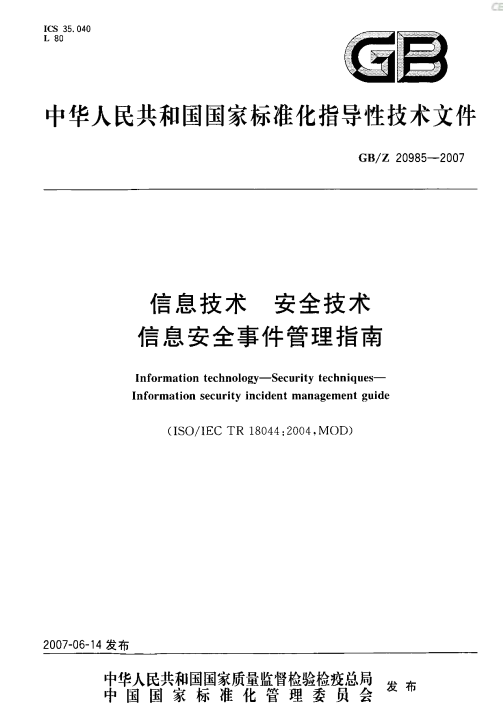 ICS 35.040
L 80
GB
中华人民共和国国家标准化指导性技术文件
GB/Z 20985—2007
信息技术 安全技术
信息安全事件管理指南
Information technology—Security techniques—
Information security incident management guide
(ISO/IEC TR 18044:2004,MOD)
2007-06-14 发布
中华人民共和国国家质量监督检验检疫总局
中国国家标准化管理委员会 发布